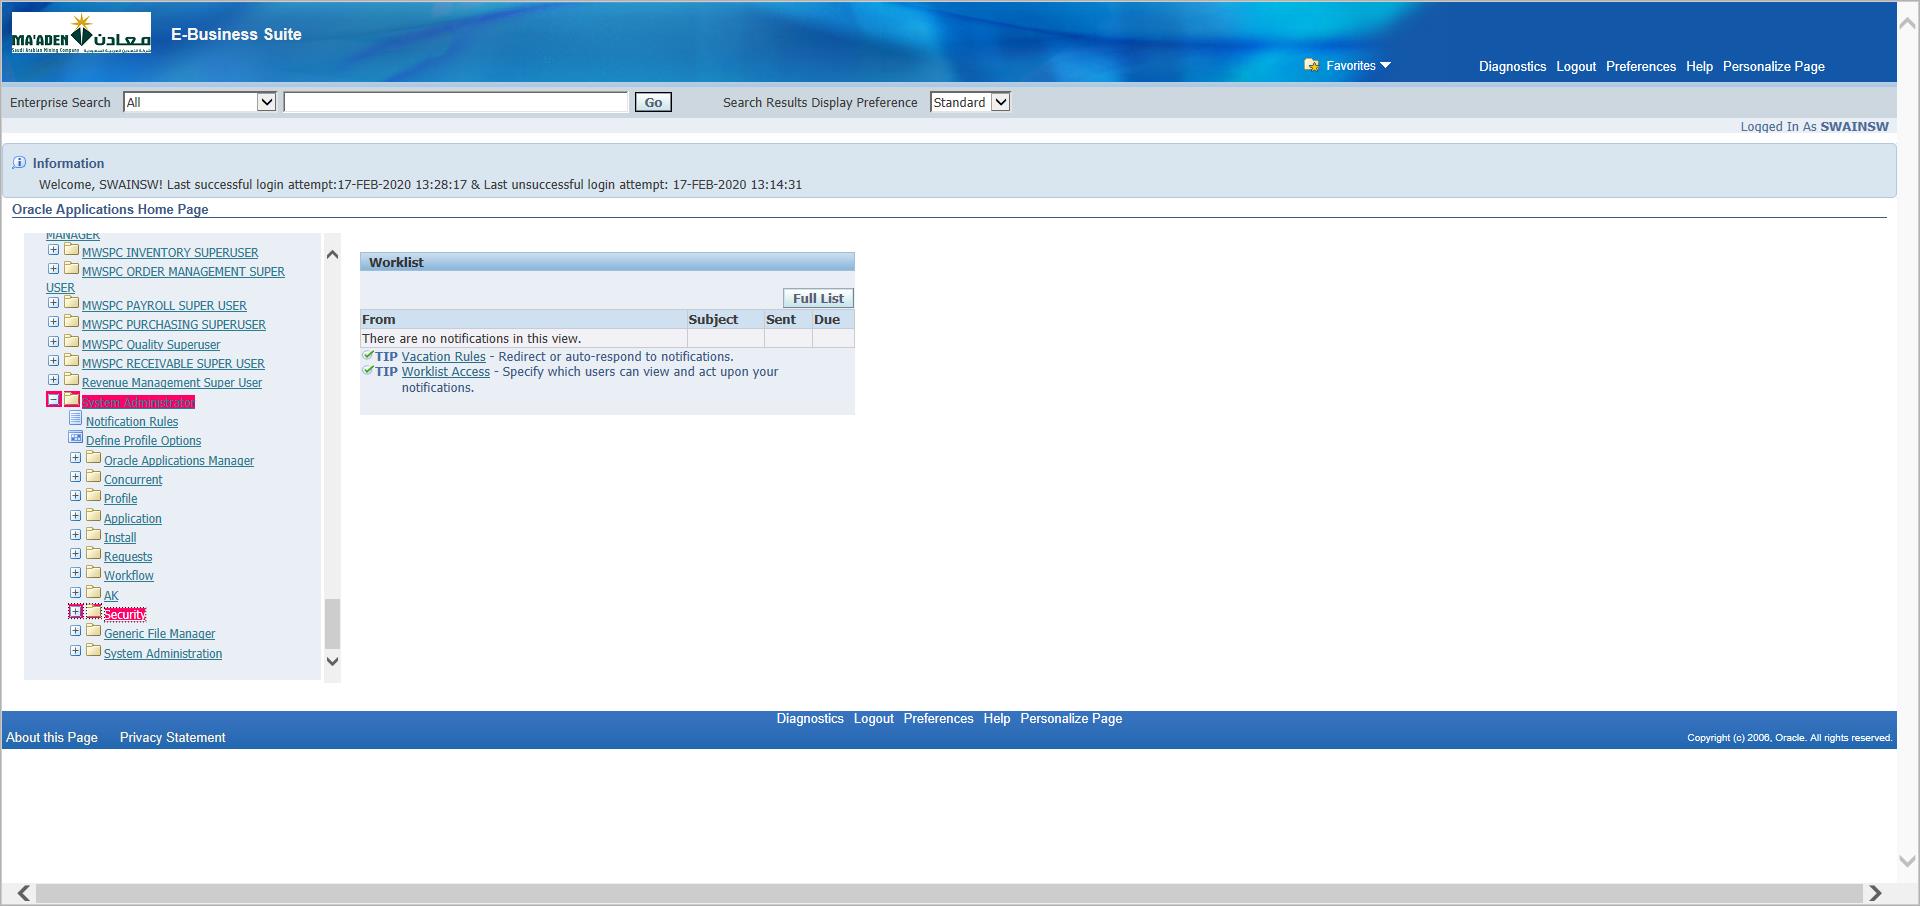 MA'ADEN معادن
Saudi Arabian Mining Company
E-Business Suite
Favorites
Diagnostics Logout Preferences Help Personalize Page
Enterprise Search All Go Search Results Display Preference Standard
Logged In As SWAINSW
Information
Welcome, SWAINSW! Last successful login attempt:17-FEB-2020 13:28:17 & Last unsuccessful login attempt: 17-FEB-2020 13:14:31
Oracle Applications Home Page
MANAGER
MWSPC INVENTORY SUPERUSER
MWSPC ORDER MANAGEMENT SUPER
USER
MWSPC PAYROLL SUPER USER
MWSPC PURCHASING SUPERUSER
MWSPC Quality Superuser
MWSPC RECEIVABLE SUPER USER
Revenue Management Super User
System Administrator
Notification Rules
Define Profile Options
Oracle Applications Manager
Concurrent
Profile
Application
Install
Requests
Workflow
AK
Security
Generic File Manager
System Administration
Worklist
Full List
From Subject Sent Due
There are no notifications in this view.
TIP Vacation Rules - Redirect or auto-respond to notifications.
TIP Worklist Access - Specify which users can view and act upon your
notifications.
Diagnostics Logout Preferences Help Personalize Page
About this Page Privacy Statement
Copyright (c) 2006, Oracle. All rights reserved.